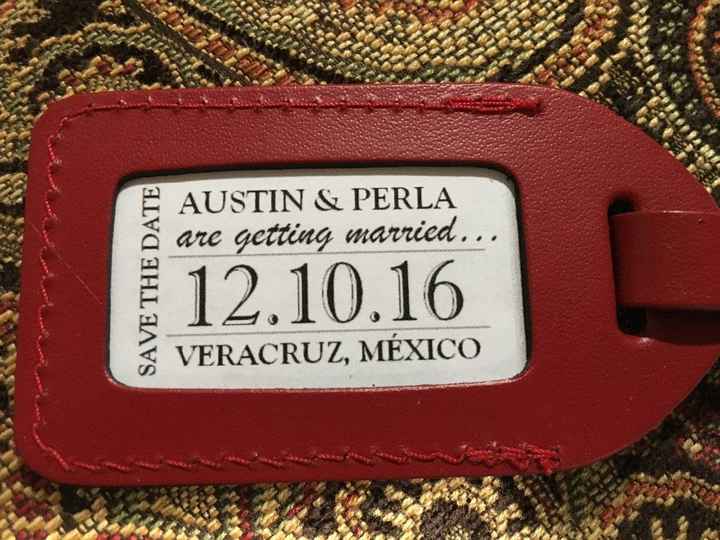 SAVE THE DATE
AUSTIN & PERLA
are getting married...
12.10.16
VERACRUZ, MÉXICO